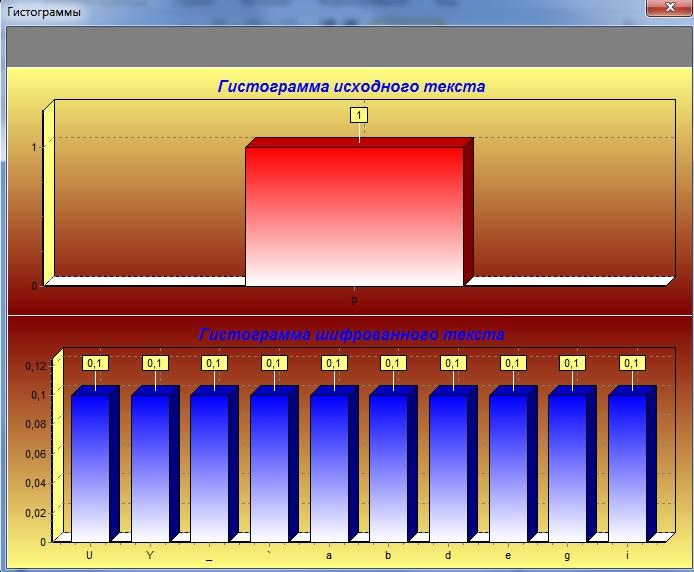 Гистограммы
Гистограмма исходного текста
1
1
0
p
Гистограмма шифрованного текста
0,1 0,1 0,1 0,1 0,1 0,1 0,1 0,1 0,1 0,1
0,12
0,1
0,08
0,06
0,04
0,02
0
U Y _ ` a b d e g i